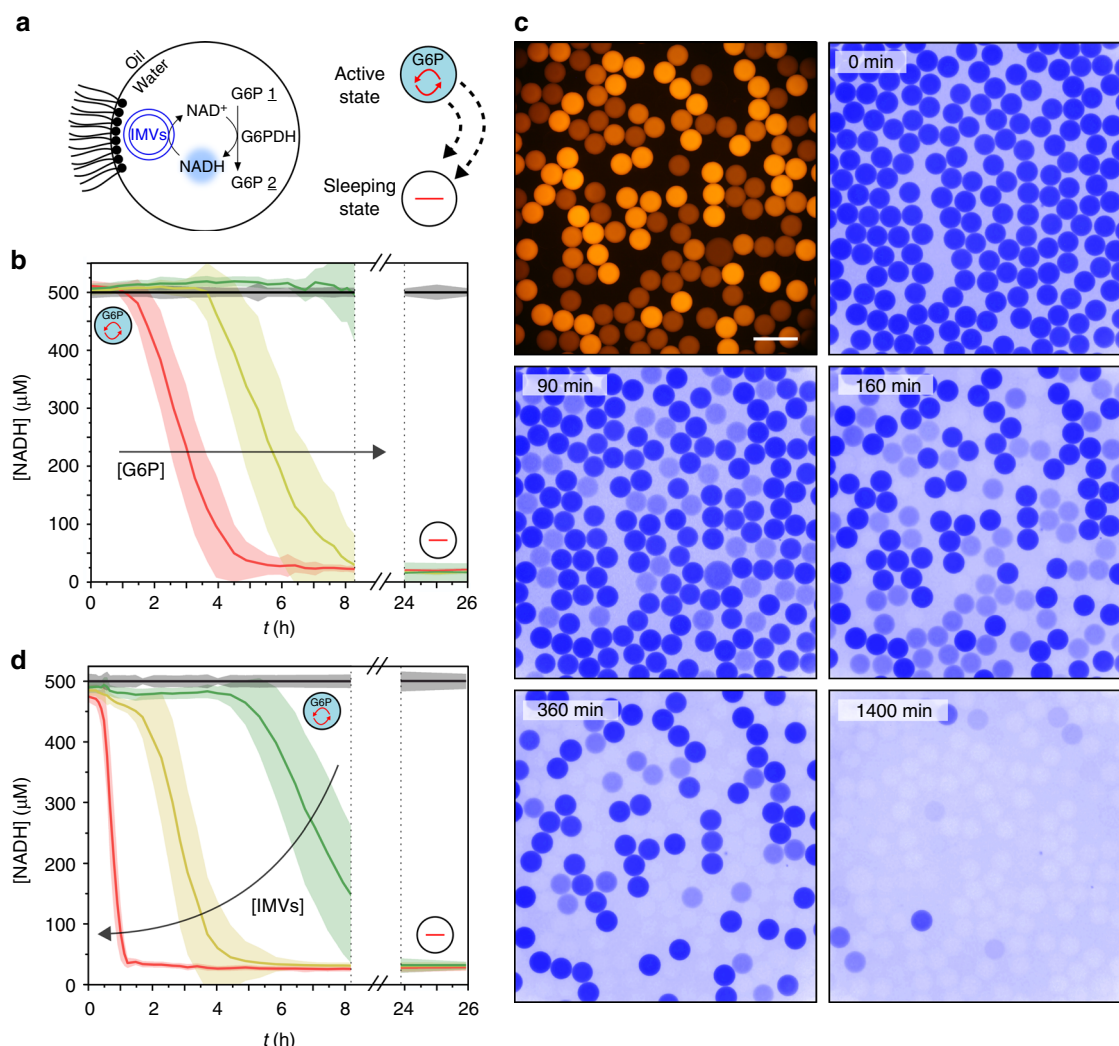 a
Oil
Water
IMVs
NAD⁺
NADH
G6P 1
G6PDH
G6P 2
Active
state
G6P
Sleeping
state
b
[NADH] (µM)
500
400
300
200
100
0
G6P
[G6P]
0 2 4 6 8 24 26
t (h)
c
0 min
90 min
160 min
360 min
1400 min
d
[NADH] (µM)
500
400
300
200
100
0
G6P
[IMVs]
0 2 4 6 8 24 26
t (h)